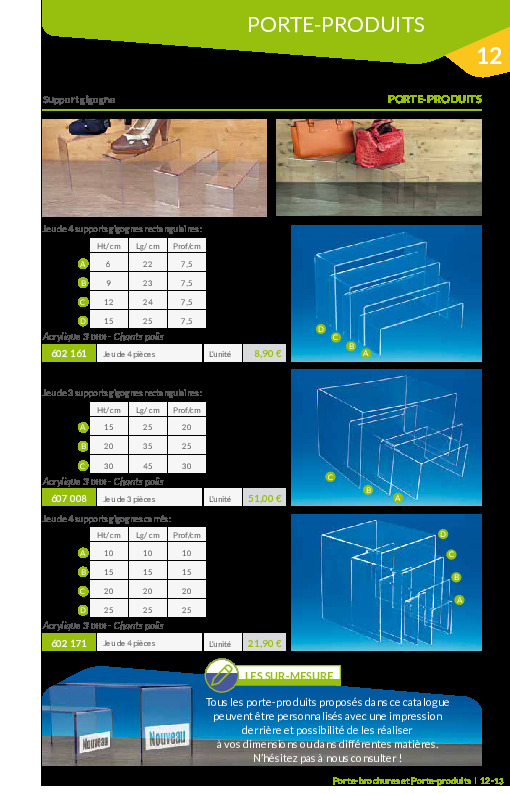 PORTE-PRODUITS
12
Support gigogne
PORTE-PRODUITS
Jeu de 4 supports gigognes rectangulaires :
Ht/cm Lg/cm Prof/cm
A 6 22 7,5
B 9 23 7,5
C 12 24 7,5
D 15 25 7,5
Acrylique 3 mm - Chants polis
602 161 Jeu de 4 pièces L'unité 8,90 €
D
C
B
A
Jeu de 3 supports gigognes rectangulaires :
Ht/cm Lg/cm Prof/cm
A 15 25 20
B 20 35 25
C 30 45 30
Acrylique 3 mm - Chants polis
607 008 Jeu de 3 pièces L'unité 51,00 €
C
B
A
Jeu de 4 supports gigognes carrés :
Ht/cm Lg/cm Prof/cm
A 10 10 10
B 15 15 15
C 20 20 20
D 25 25 25
Acrylique 3 mm - Chants polis
602 171 Jeu de 4 pièces L'unité 21,90 €
D
C
B
A
LES SUR-MESURE
Tous les porte-produits proposés dans ce catalogue
peuvent être personnalisés avec une impression
derrière et possibilité de les réaliser
à vos dimensions ou dans différentes matières.
N'hésitez pas à nous consulter !
Nouveau
Nouveau
Porte-brochures et Porte-produits | 12-13